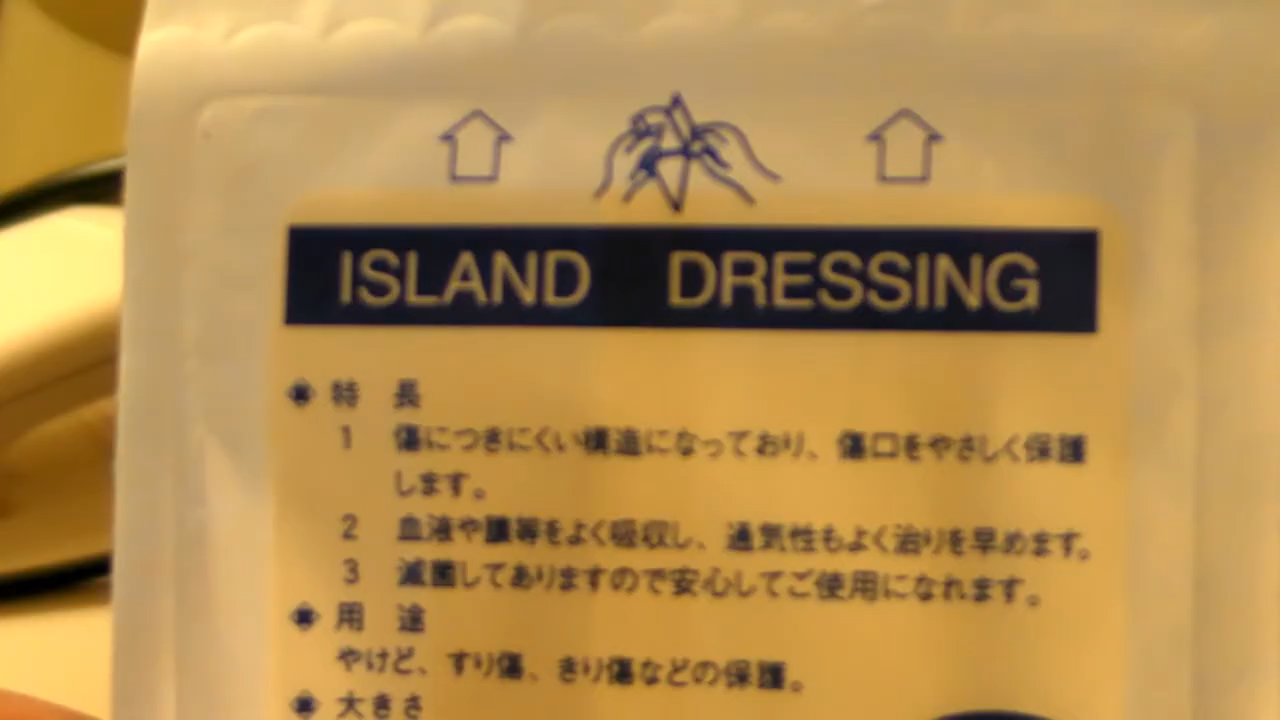 ISLAND DRESSING
特 長
1 傷につきにくい構造になっており、傷口をやさしく保護
します。
2 血液や膿等をよく吸収し、通気性もよく治りを早めます。
3 滅菌してありますので安心してご使用になれます。
用 途
やけど、すり傷、きり傷などの保護。
大きさ